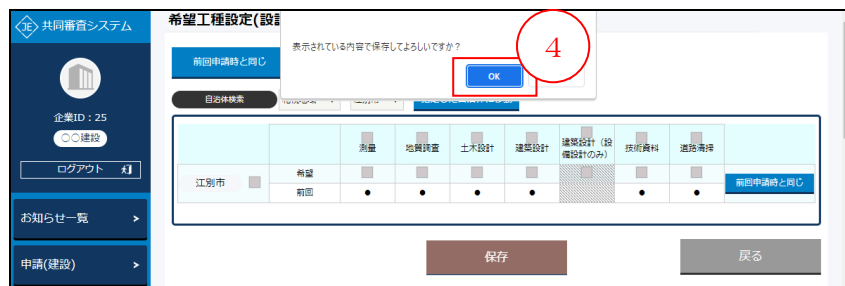 JE 共同審査システム
企業ID：25
〇〇建設
ログアウト
お知らせ一覧 >
申請(建設) >
希望工種設定(設
表示されている内容で保存してよろしいですか？
OK
4
前回申請時と同じ
自治体検索
測量 地質調査 土木設計 建築設計 建築設計（設備設計のみ） 技術資料 道路清掃
江別市 希望 前回申請時と同じ
前回 ● ● ● ● ● ●
保存 戻る